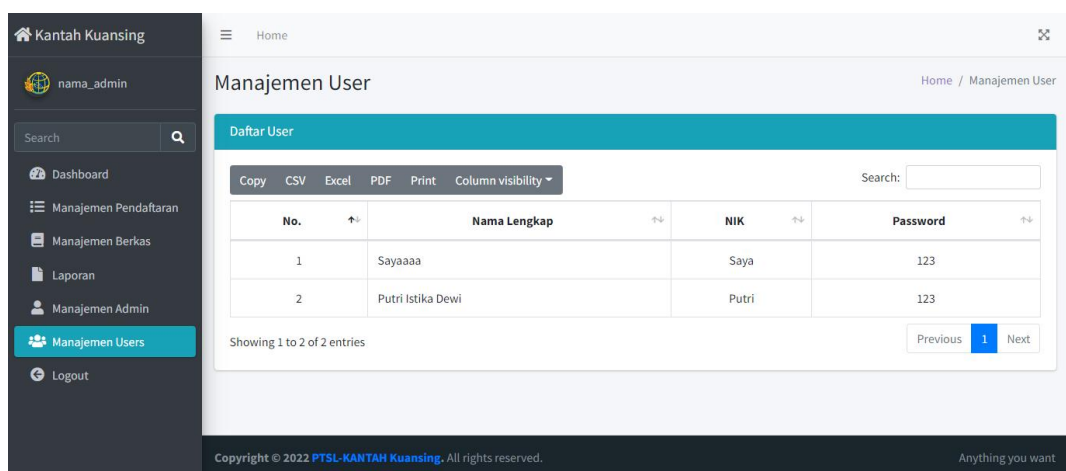 Kantah Kuansing
Home
nama_admin
Manajemen User
Home / Manajemen User
Search
Daftar User
Dashboard
Manajemen Pendaftaran
Manajemen Berkas
Laporan
Manajemen Admin
Manajemen Users
Logout
Copy CSV Excel PDF Print Column visibility
Search:
No. Nama Lengkap NIK Password
1 Sayaaaa Saya 123
2 Putri Istika Dewi Putri 123
Showing 1 to 2 of 2 entries
Previous 1 Next
Copyright © 2022 PTSL-KANTAH Kuansing. All rights reserved.
Anything you want